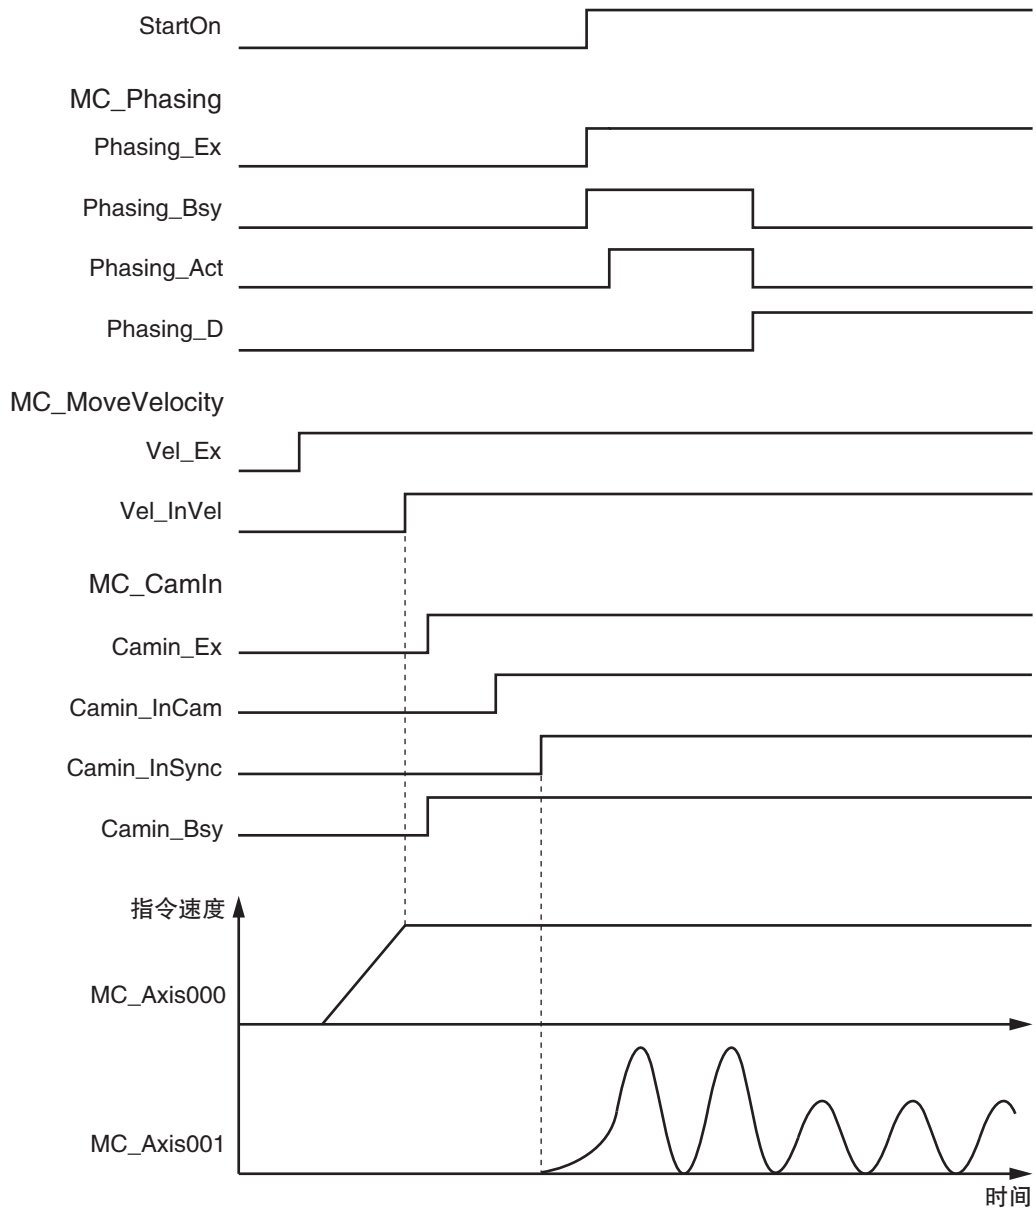 StartOn
MC_Phasing
Phasing_Ex
Phasing_Bsy
Phasing_Act
Phasing_D
MC_MoveVelocity
Vel_Ex
Vel_InVel
MC_CamIn
Camin_Ex
Camin_InCam
Camin_InSync
Camin_Bsy
指令速度
MC_Axis000
MC_Axis001
时间